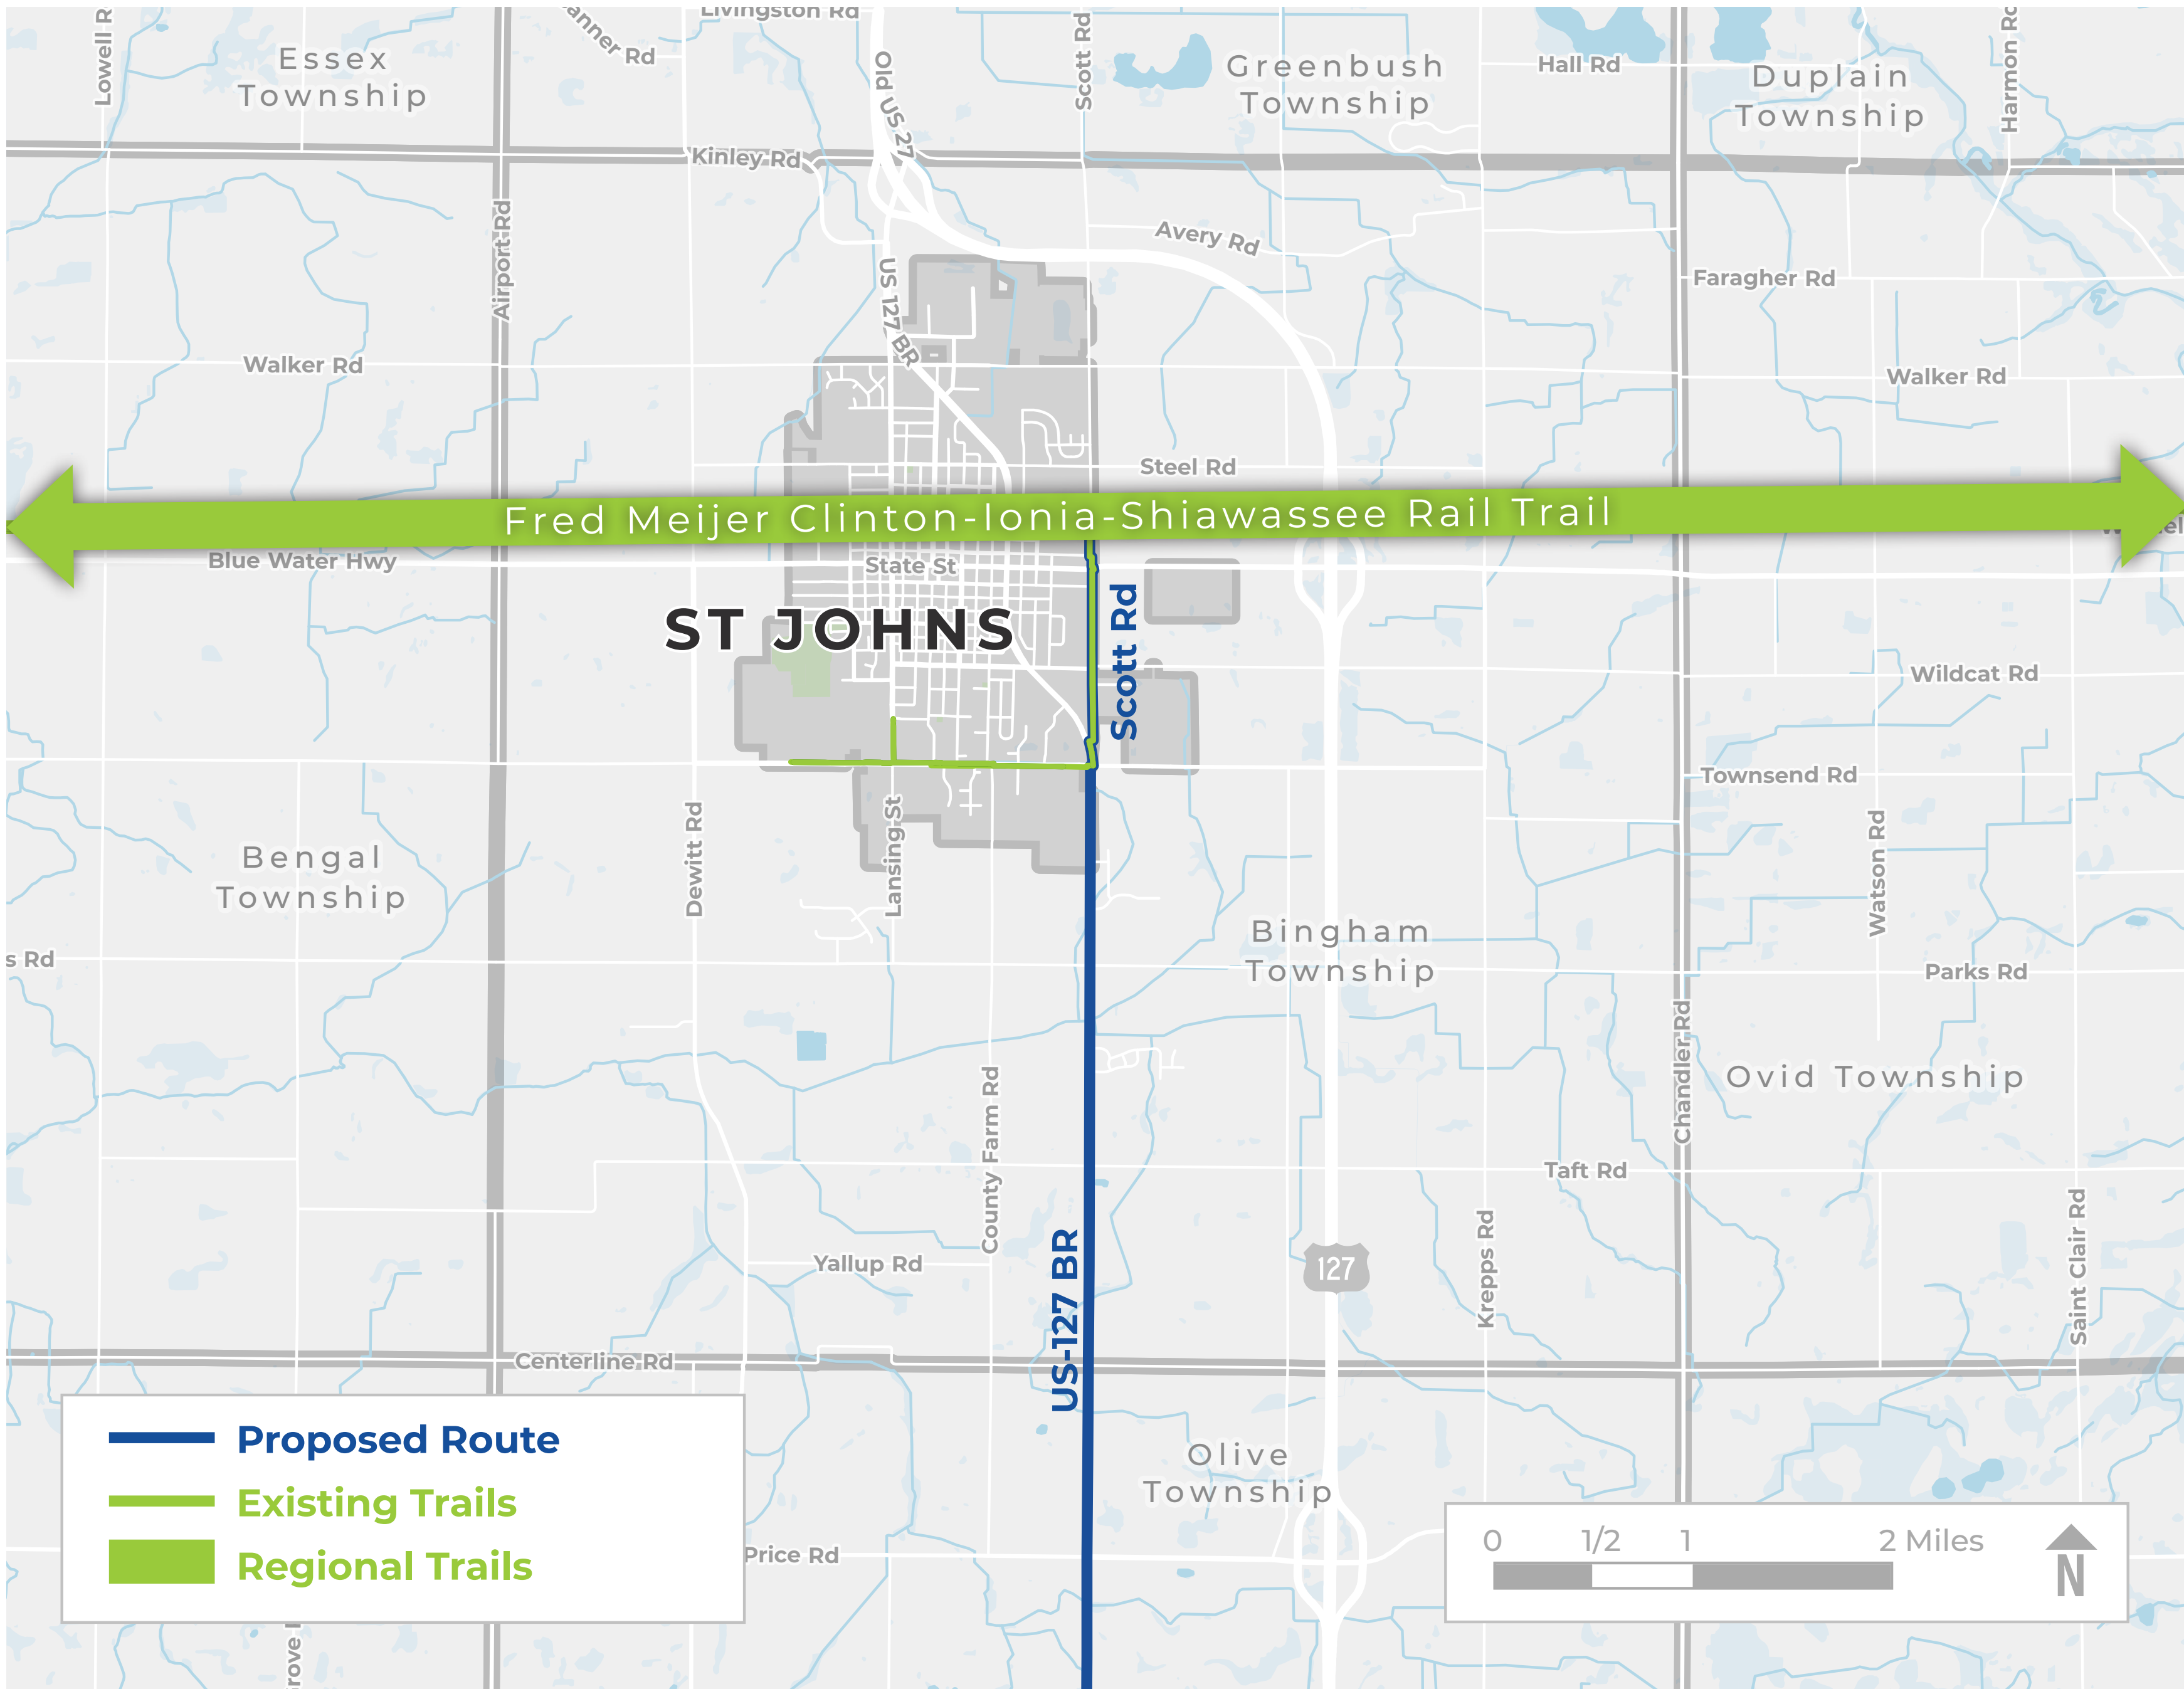 Livingston Rd
Lowell R
anner Rd
Essex
Township
Old US 27
Scott Rd
Greenbush
Township
Hall Rd
Duplain
Township
Harmon Rd
Kinley Rd
Airport Rd
Avery Rd
US 127 BR
Faragher Rd
Walker Rd
Walker Rd
Steel Rd
Fred Meijer Clinton-Ionia-Shiawassee Rail Trail
Blue Water Hwy
State St
ST JOHNS
Scott Rd
Wildcat Rd
Townsend Rd
Dewitt Rd
Lansing St
Watson Rd
Bengal
Township
Bingham
Township
s Rd
Parks Rd
Chandler Rd
Ovid Township
County Farm Rd
Taft Rd
Yallup Rd
US-127 BR
127
Krepps Rd
Saint Clair Rd
Centerline Rd
Proposed Route
Existing Trails
Regional Trails
Olive
Township
Price Rd
0 1/2 1 2 Miles
N
rove